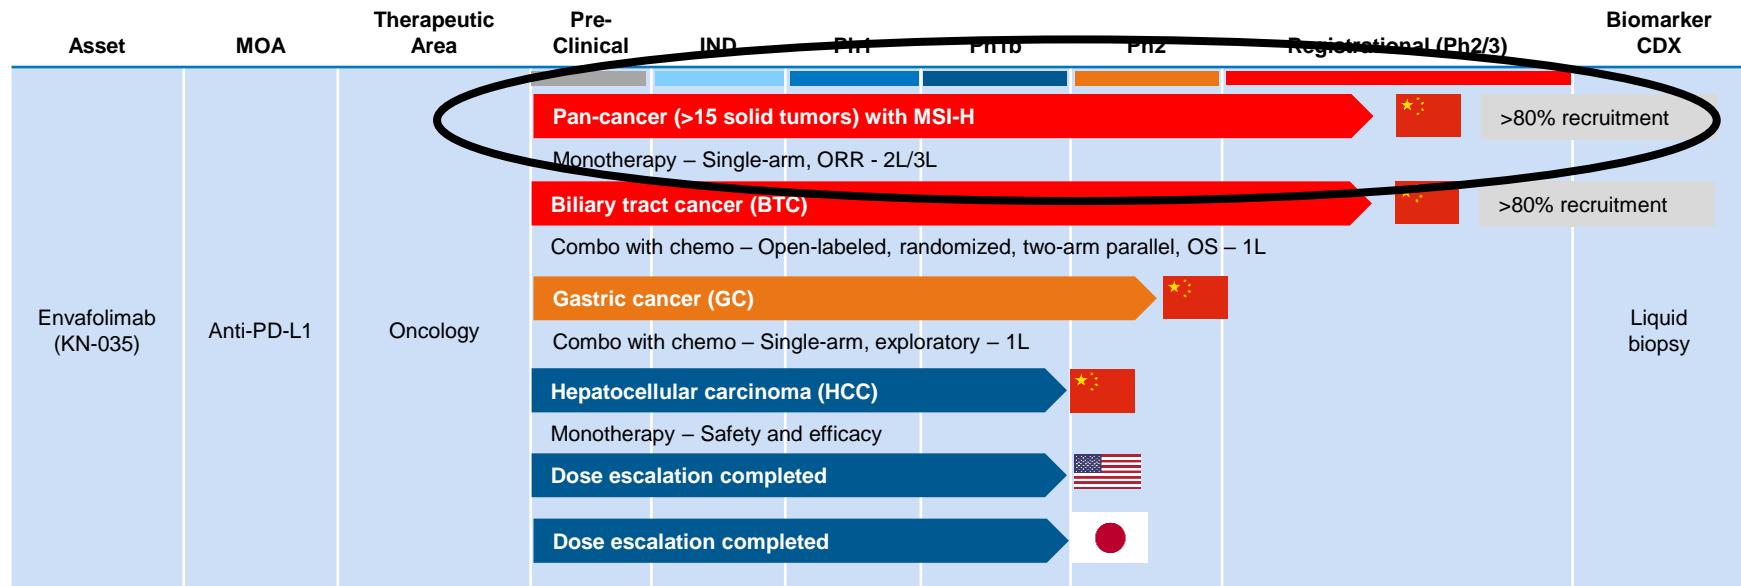 Asset
MOA
Therapeutic
Area
Pre-
Clinical
IND
Ph1
Ph1b
Ph2
Registrational (Ph2/3)
Biomarker
CDX
Pan-cancer (>15 solid tumors) with MSI-H
>80% recruitment
Monotherapy – Single-arm, ORR - 2L/3L
Biliary tract cancer (BTC)
>80% recruitment
Combo with chemo – Open-labeled, randomized, two-arm parallel, OS – 1L
Gastric cancer (GC)
Combo with chemo – Single-arm, exploratory – 1L
Envafolimab
(KN-035)
Anti-PD-L1
Oncology
Liquid
biopsy
Hepatocellular carcinoma (HCC)
Monotherapy – Safety and efficacy
Dose escalation completed
Dose escalation completed